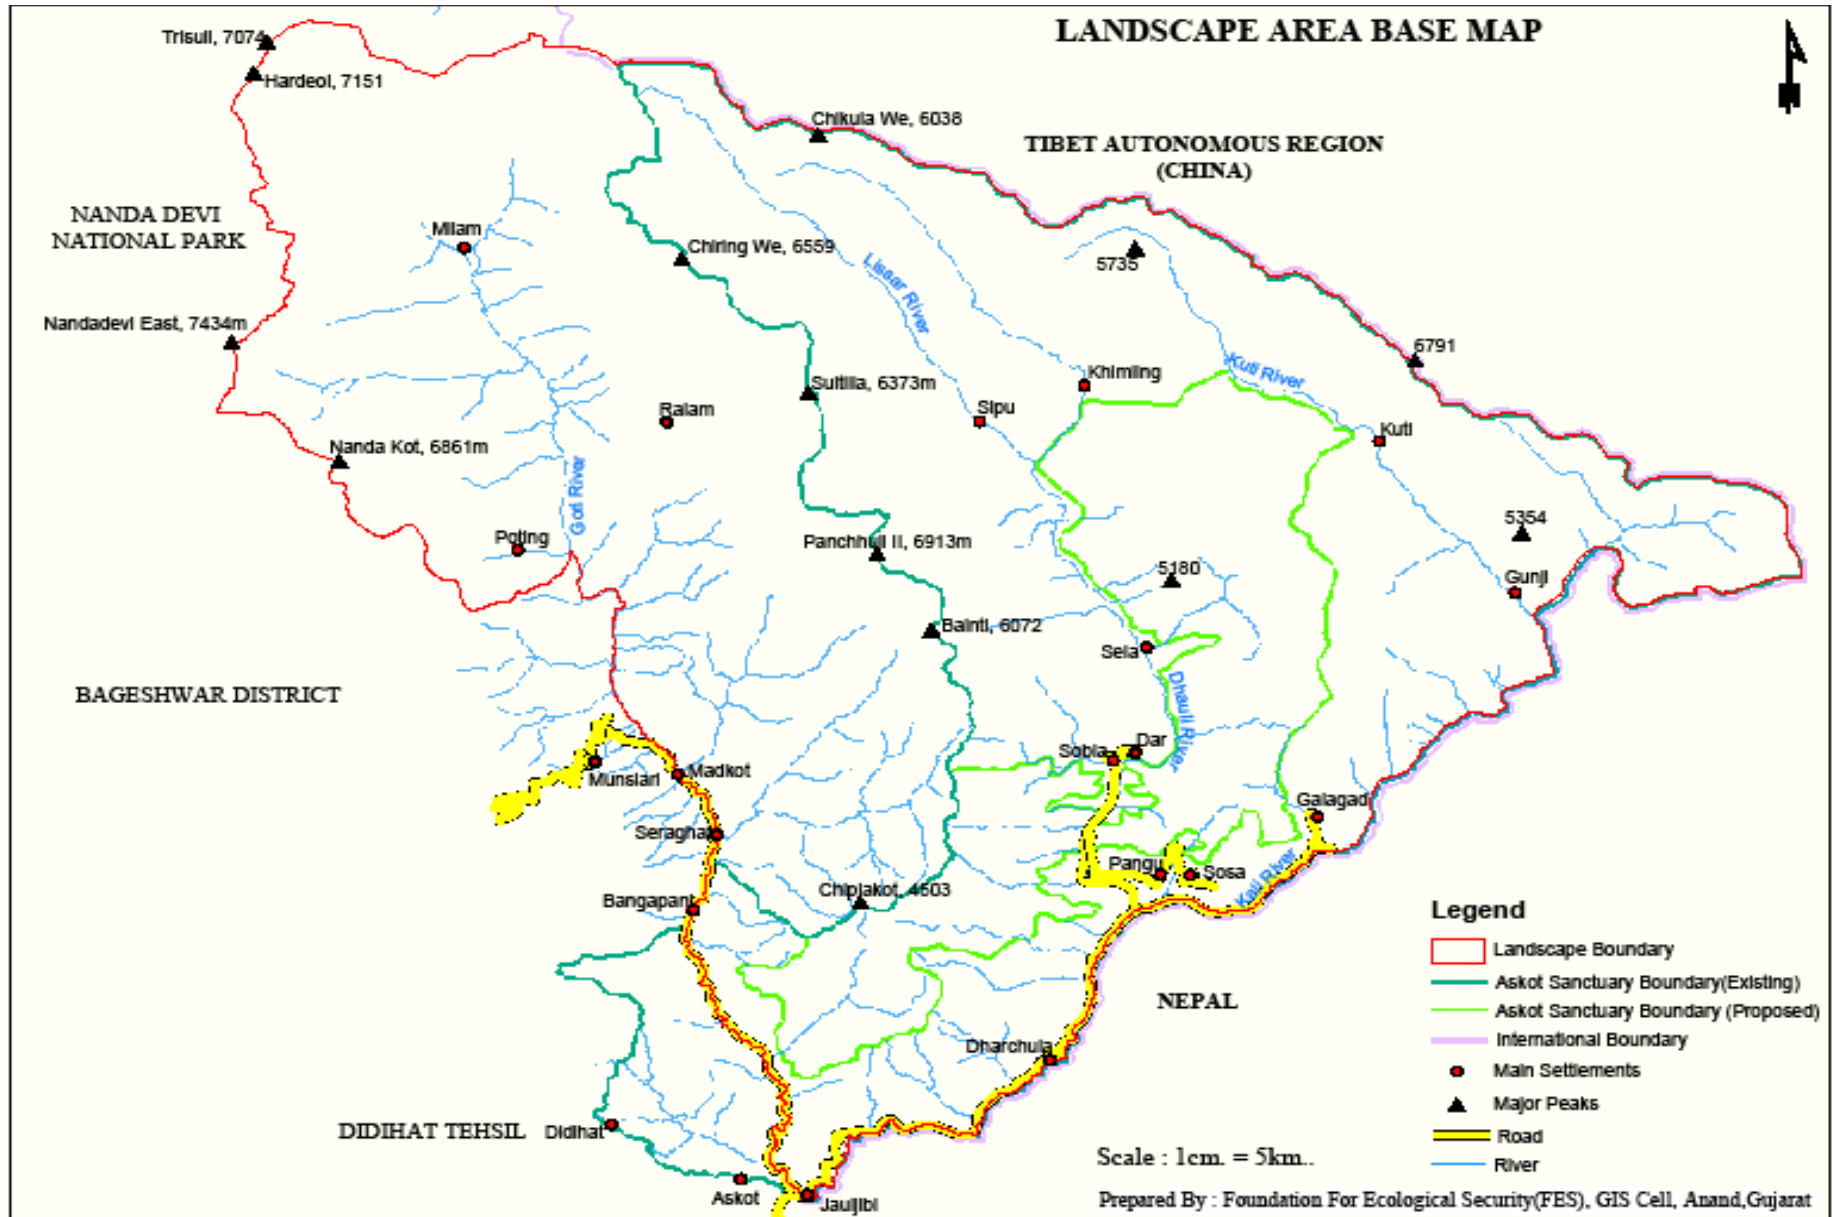 LANDSCAPE AREA BASE MAP
Trisuli, 7074
Hardeol, 7151
Chikula We, 6038
TIBET AUTONOMOUS REGION
(CHINA)
NANDA DEVI
NATIONAL PARK
Milam
Chiring We, 6559
Lissar River
5735
Nandadevi East, 7434m
6791
Kuti River
Khimling
Suitilla, 6373m
Ralam
Sipu
Kuti
Nanda Kot, 6861m
Gori River
5354
Poting
Panchhuli II, 6913m
5180
Gunji
Bainti, 6072
Sela
Dhauli River
BAGESHWAR DISTRICT
Sobla
Dar
Munsiari
Madkot
Galagad
Seraghat
Pangu
Sosa
Kali River
Chiplakot, 4503
Bangapani
Legend
Landscape Boundary
Askot Sanctuary Boundary(Existing)
NEPAL
Askot Sanctuary Boundary (Proposed)
International Boundary
Dharchula
Main Settlements
Major Peaks
DIDIHAT TEHSIL
Didihat
Road
Scale : 1cm. = 5km..
River
Askot
Jauljibi
Prepared By : Foundation For Ecological Security(FES), GIS Cell, Anand,Gujarat